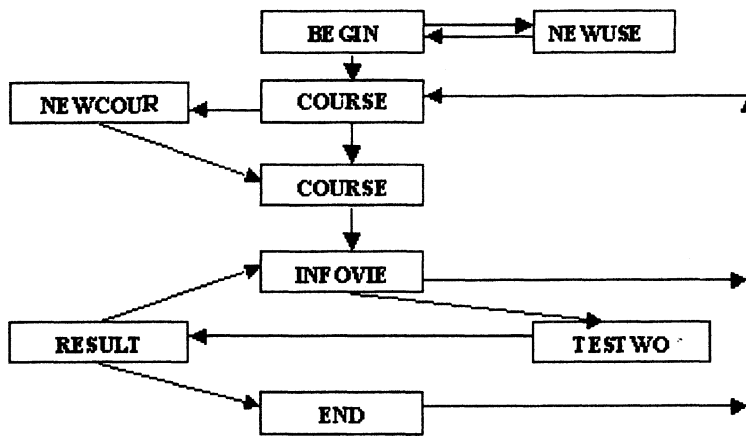 BEGIN
NEWUSE
NEWCOUR
COURSE
COURSE
INFOVIE
RESULT
TESTWO
END